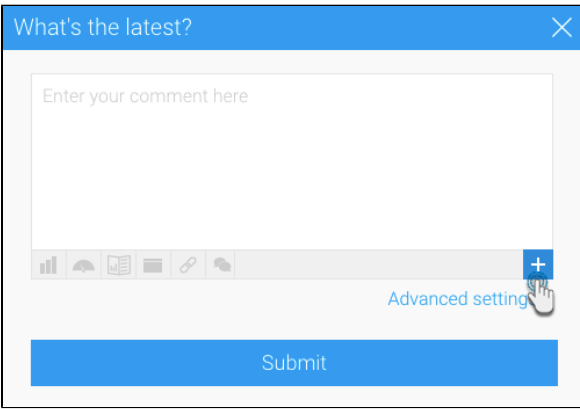 What's the latest?
Enter your comment here
Advanced setting
Submit